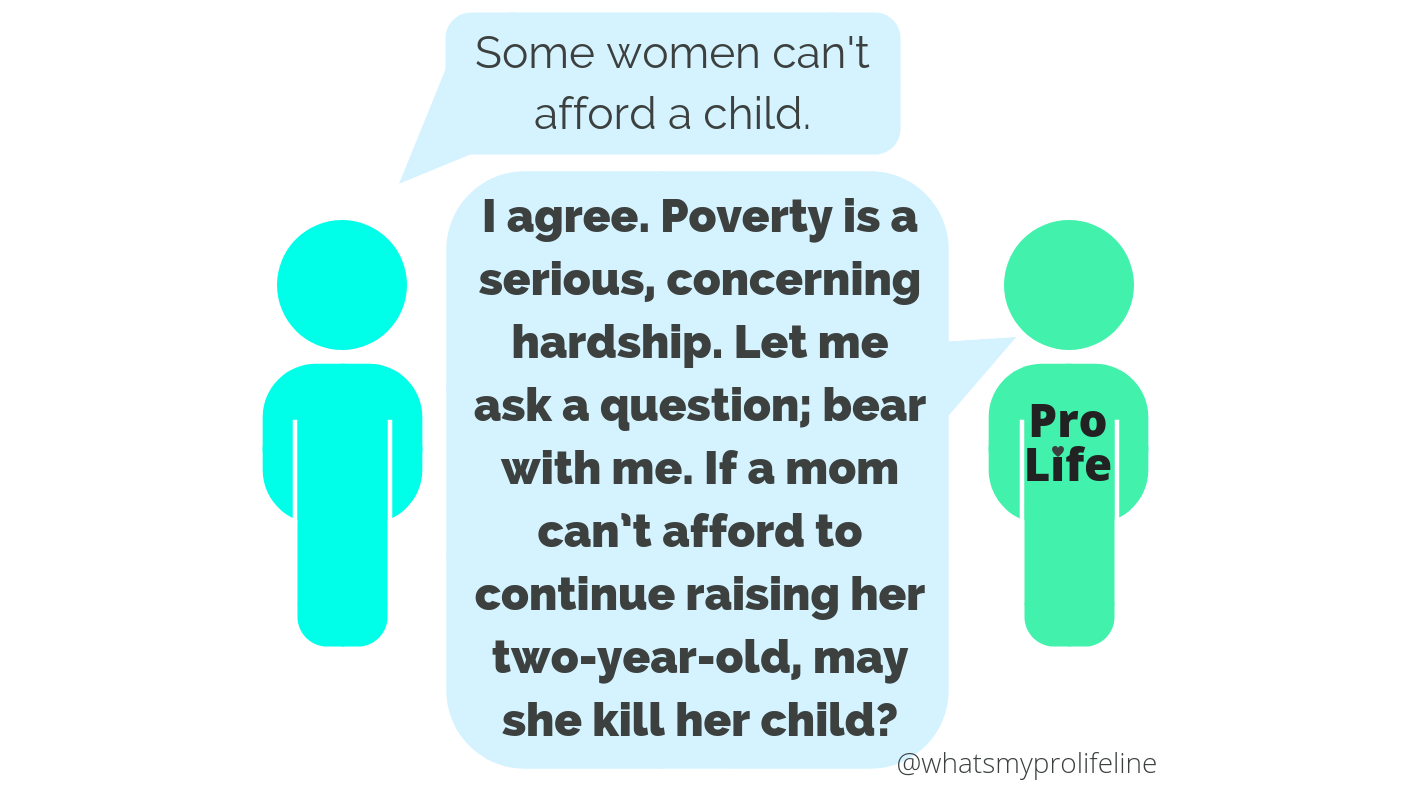 Some women can't
afford a child.
I agree. Poverty is a
serious, concerning
hardship. Let me
ask a question; bear
with me. If a mom
can‵t afford to
continue raising her
two-year-old, may
she kill her child?
Pro
Life
@whatsmyprolifeline